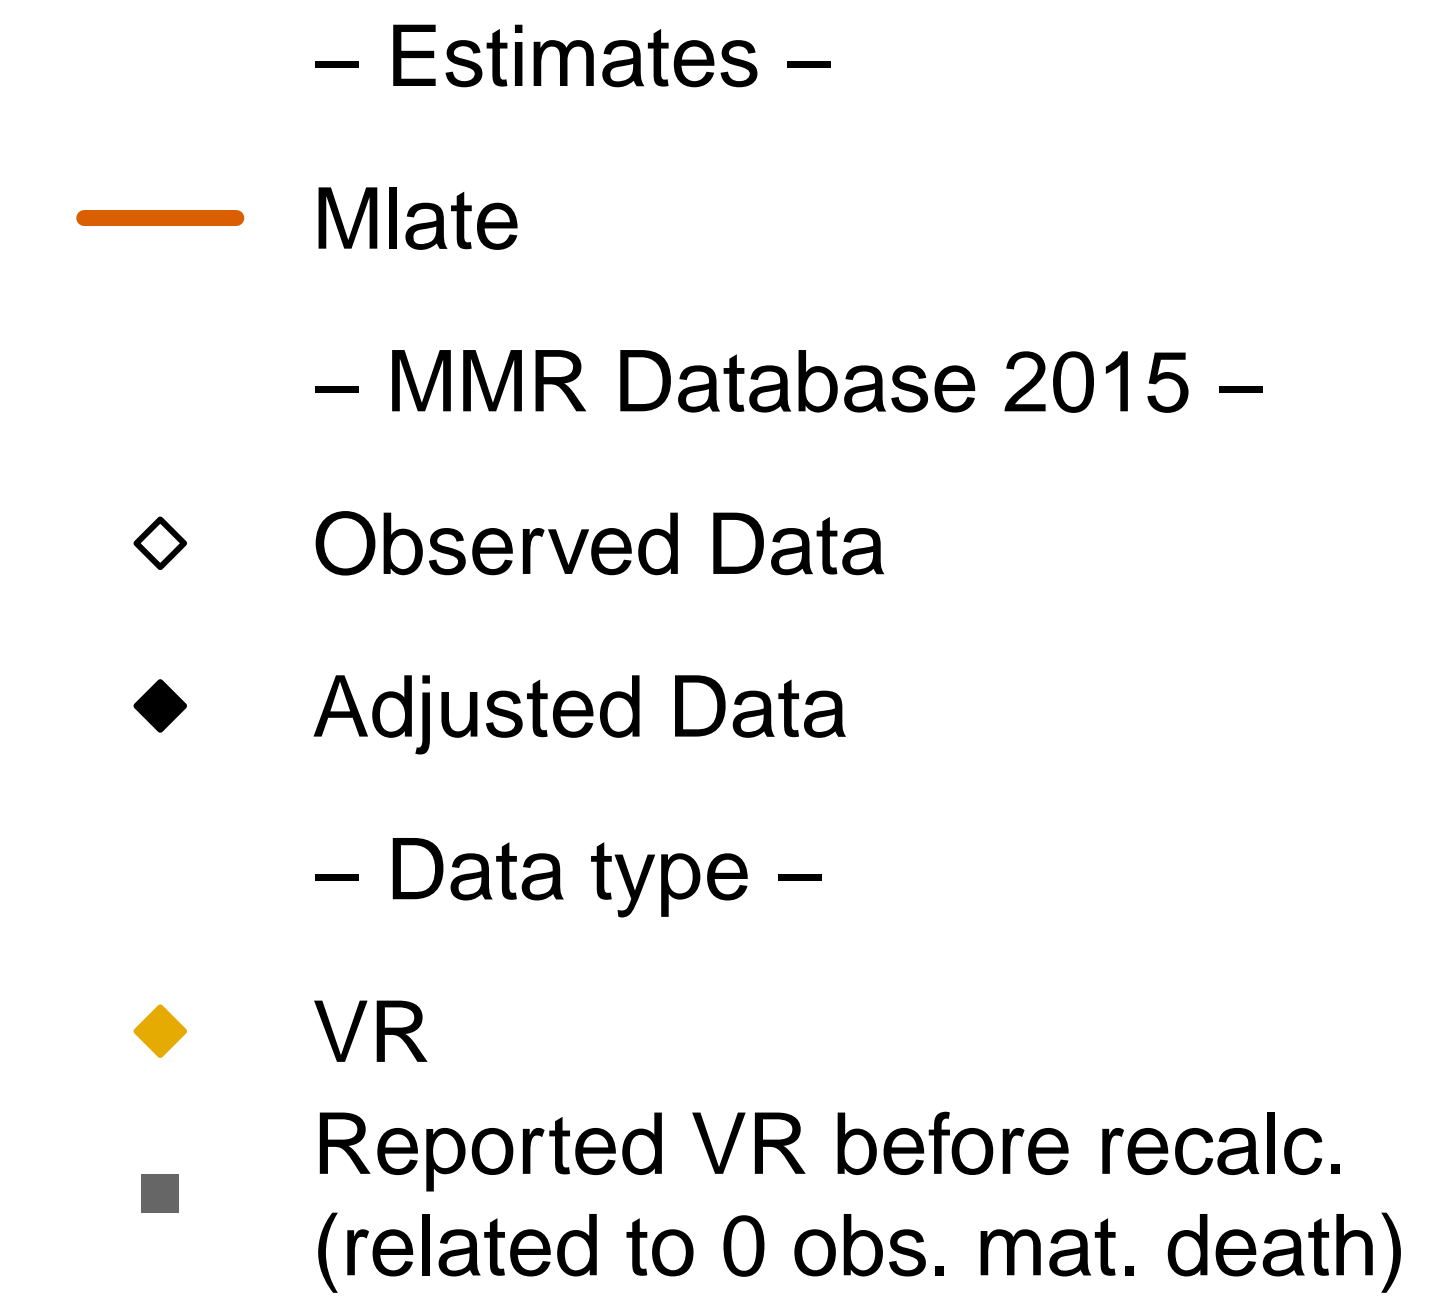 – Estimates –
Mlate
– MMR Database 2015 –
Observed Data
Adjusted Data
– Data type –
VR
Reported VR before recalc.
(related to 0 obs. mat. death)